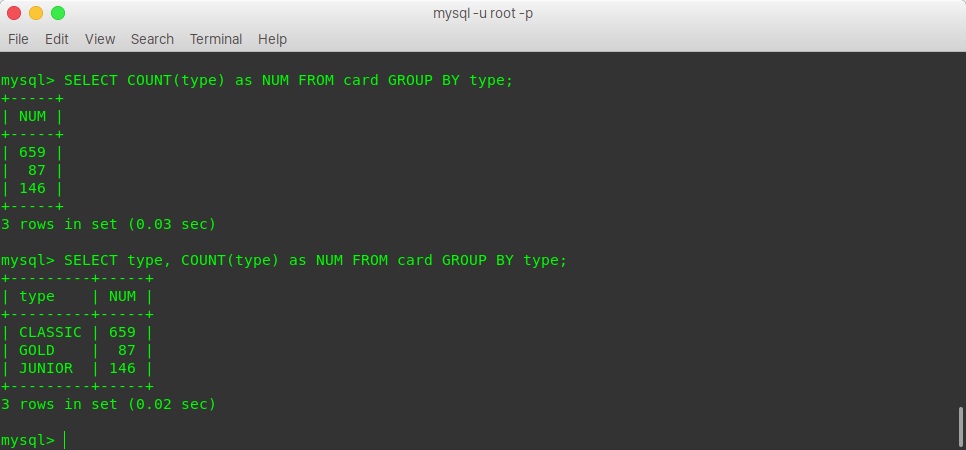 mysql -u root -p
File Edit View Search Terminal Help
mysql> SELECT COUNT(type) as NUM FROM card GROUP BY type;
+-----+
| NUM |
+-----+
| 659 |
|  87 |
| 146 |
+-----+
3 rows in set (0.03 sec)
mysql> SELECT type, COUNT(type) as NUM FROM card GROUP BY type;
+---------+-----+
| type    | NUM |
+---------+-----+
| CLASSIC | 659 |
| GOLD    |  87 |
| JUNIOR  | 146 |
+---------+-----+
3 rows in set (0.02 sec)
mysql>